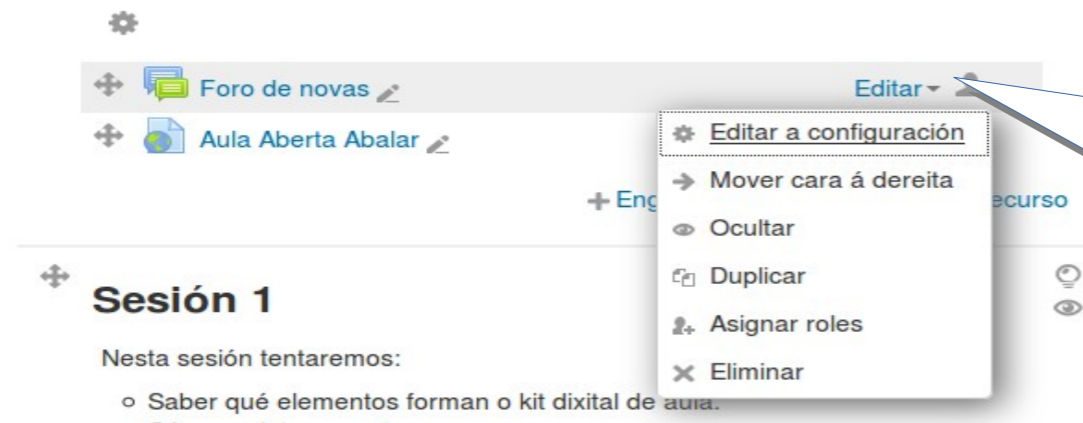 Foro de novas Editar
Aula Aberta Abalar
Editar a configuración
Mover cara á dereita
Ocultar
Duplicar
Asignar roles
Eliminar
Sesión 1
Nesta sesión tentaremos:
Saber qué elementos forman o kit dixital de aula.